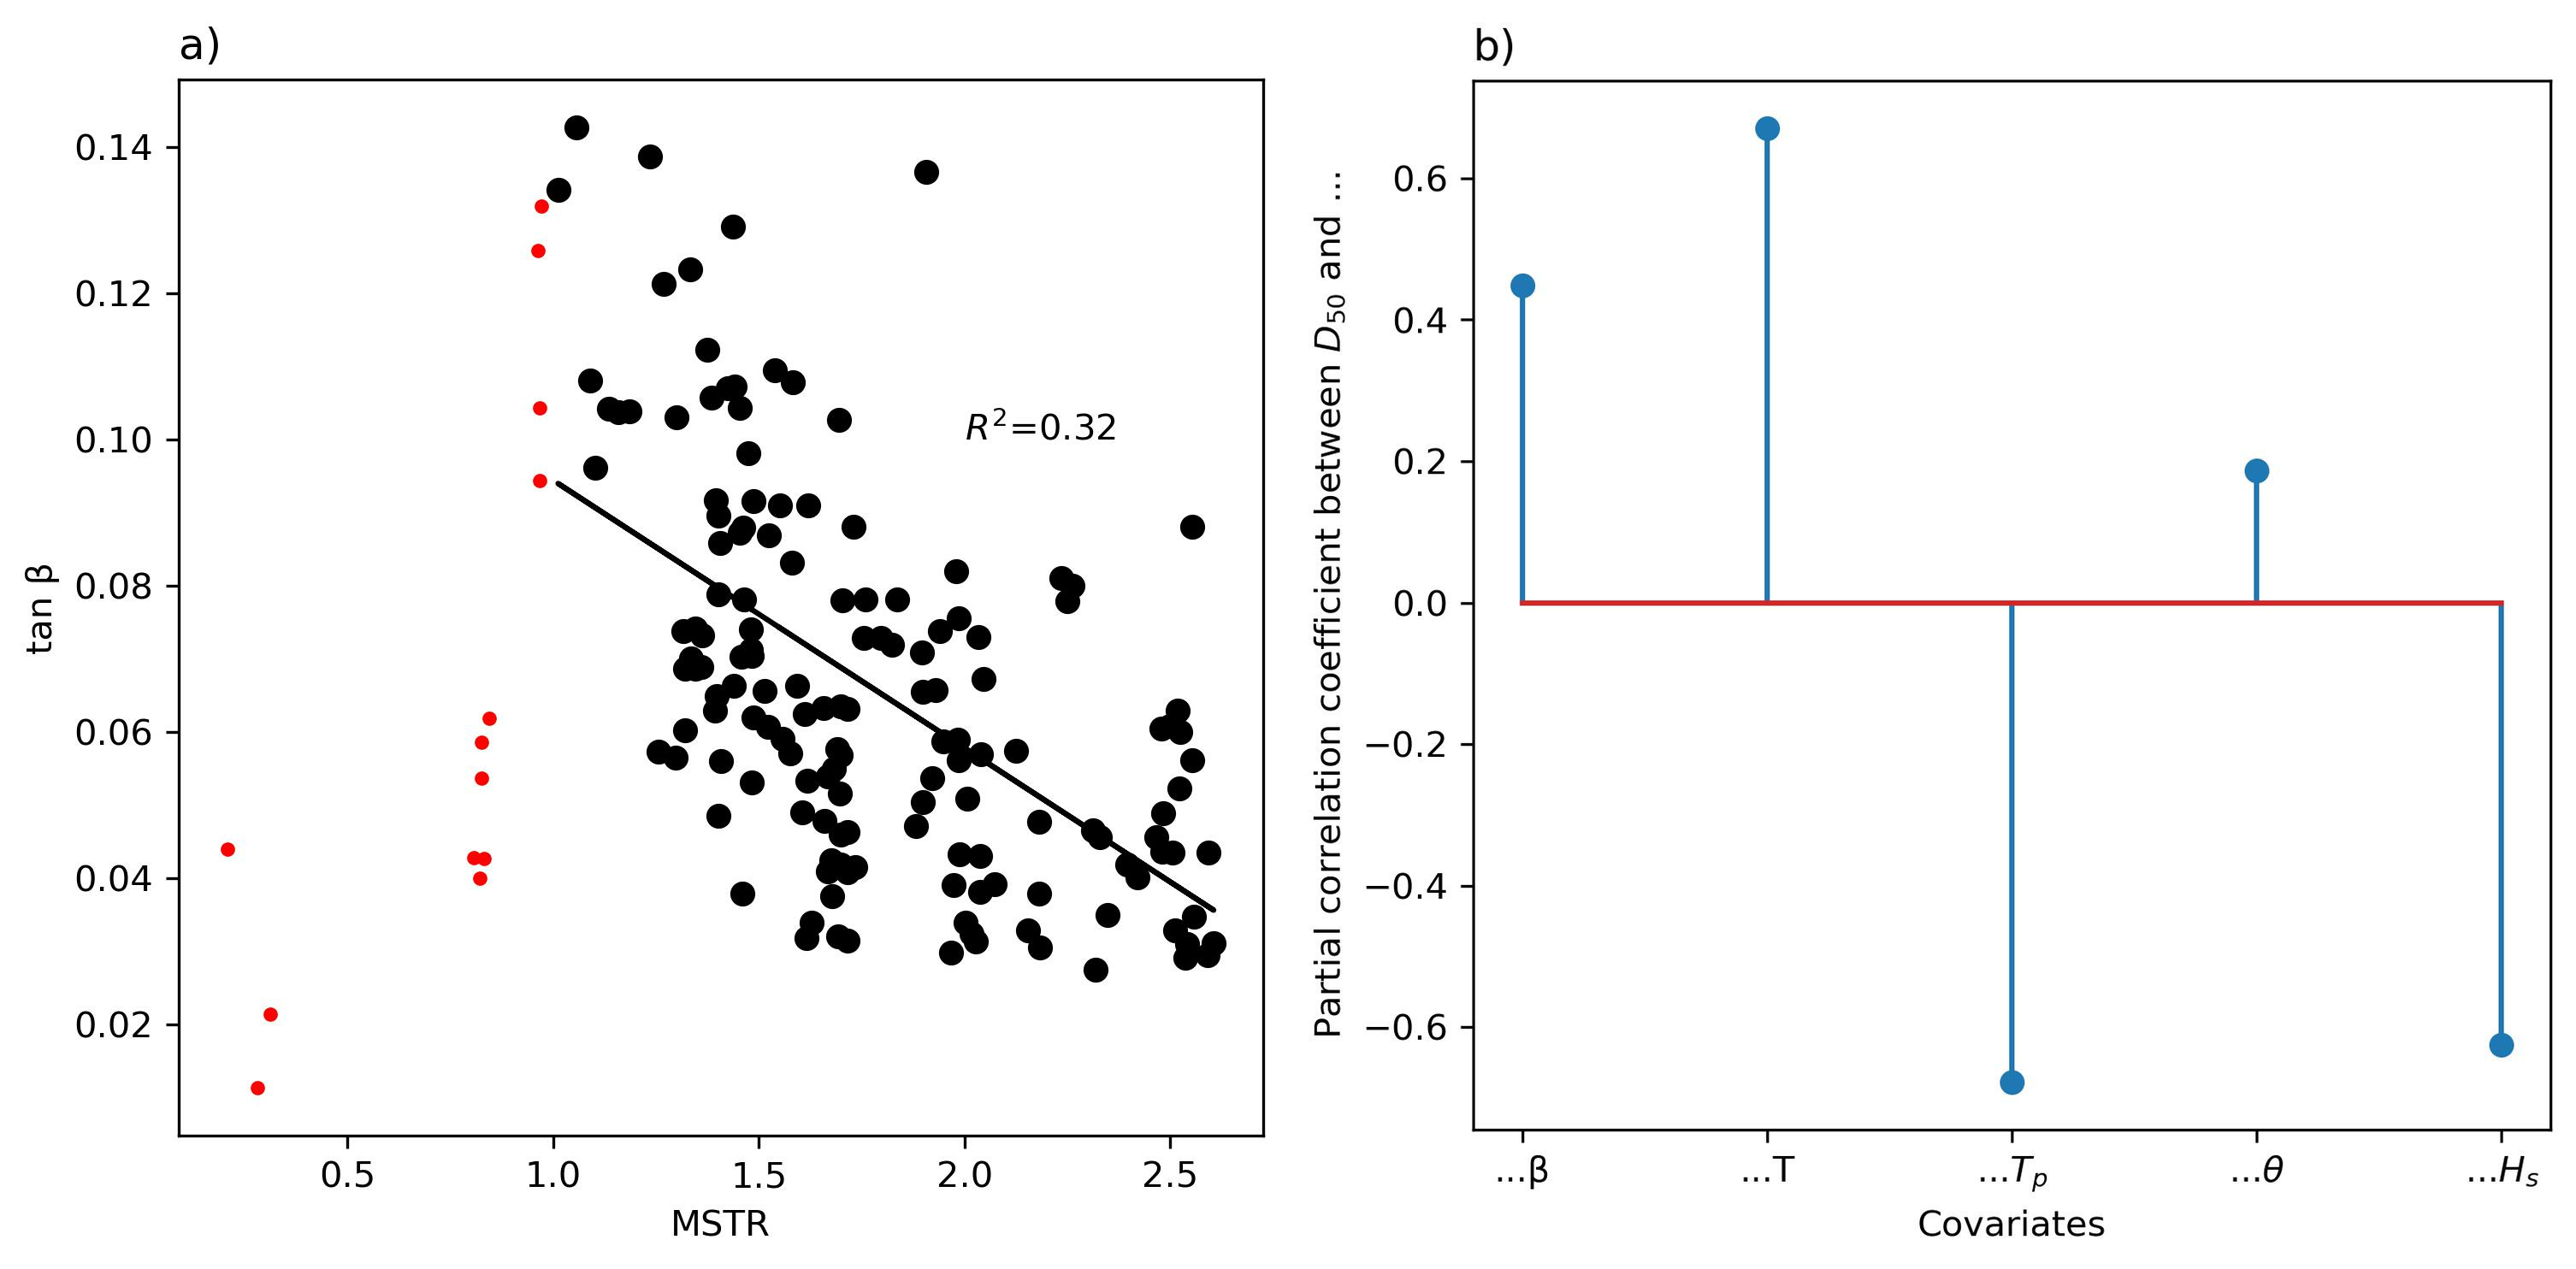 a)
0.14
0.12
0.10
0.08
0.06
0.04
0.02
tan β
R²=0.32
0.5 1.0 1.5 2.0 2.5
MSTR
b)
0.6
0.4
0.2
0.0
−0.2
−0.4
−0.6
Partial correlation coefficient between D₅₀ and ...
...β ...T ...Tₚ ...θ ...Hₛ
Covariates